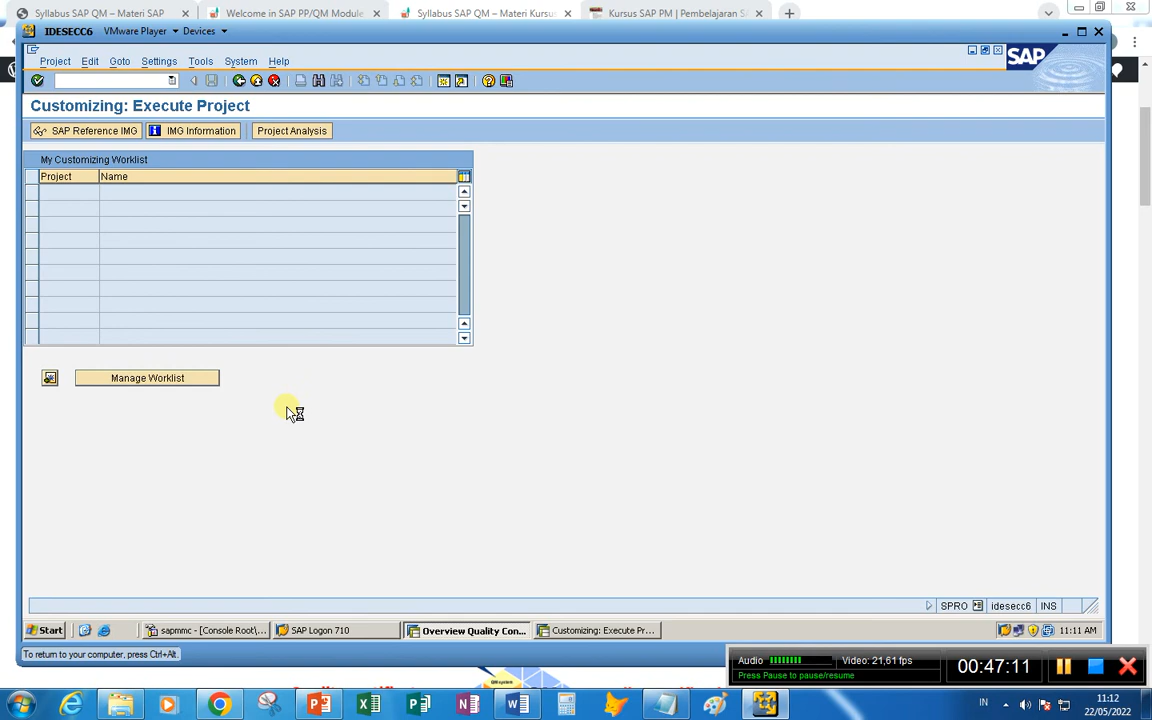 Syllabus SAP QM – Materi SAP
Welcome in SAP PP/QM Module
Syllabus SAP QM – Materi Kursu
Kursus SAP PM | Pembelajaran SA
IDESECC6 VMware Player Devices
Project Edit Goto Settings Tools System Help
SAP
Customizing: Execute Project
SAP Reference IMG IMG Information Project Analysis
My Customizing Worklist
Project Name
Manage Worklist
SPRO idesecc6 INS
Start sapmmc - [Console Root\... SAP Logon 710 Overview Quality Con... Customizing: Execute Pr... 11:11 AM
To return to your computer, press Ctrl+Alt.
Audio Video: 21,61 fps
Press Pause to pause/resume
00:47:11
QMsystem
IN 11:12
22/05/2022